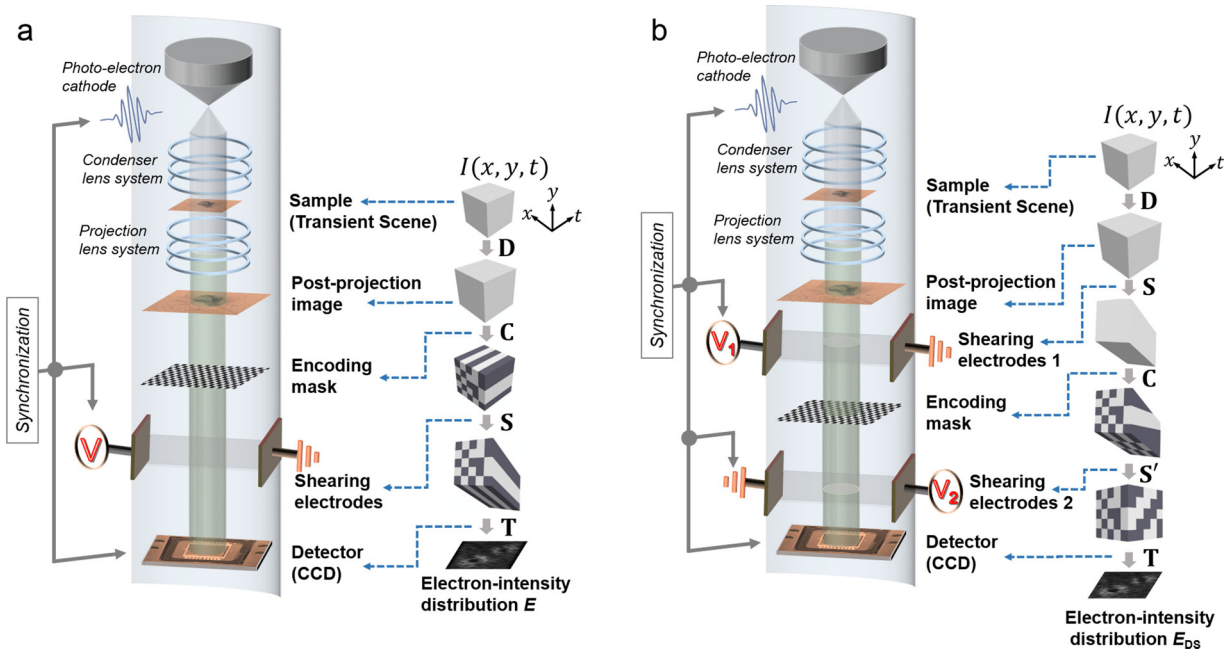 a
Photo-electron
cathode
Condenser
lens system
Projection
lens system
Synchronization
V
I(x, y, t)
y
x
t
Sample
(Transient Scene)
D
Post-projection
image
C
Encoding
mask
S
Shearing
electrodes
T
Detector
(CCD)
Electron-intensity
distribution E
b
Photo-electron
cathode
Condenser
lens system
Projection
lens system
Synchronization
V₁
V₂
I(x, y, t)
y
x
t
Sample
(Transient Scene)
D
Post-projection
image
S
Shearing
electrodes 1
C
Encoding
mask
S′
Shearing
electrodes 2
Detector
(CCD)
T
Electron-intensity
distribution E_DS